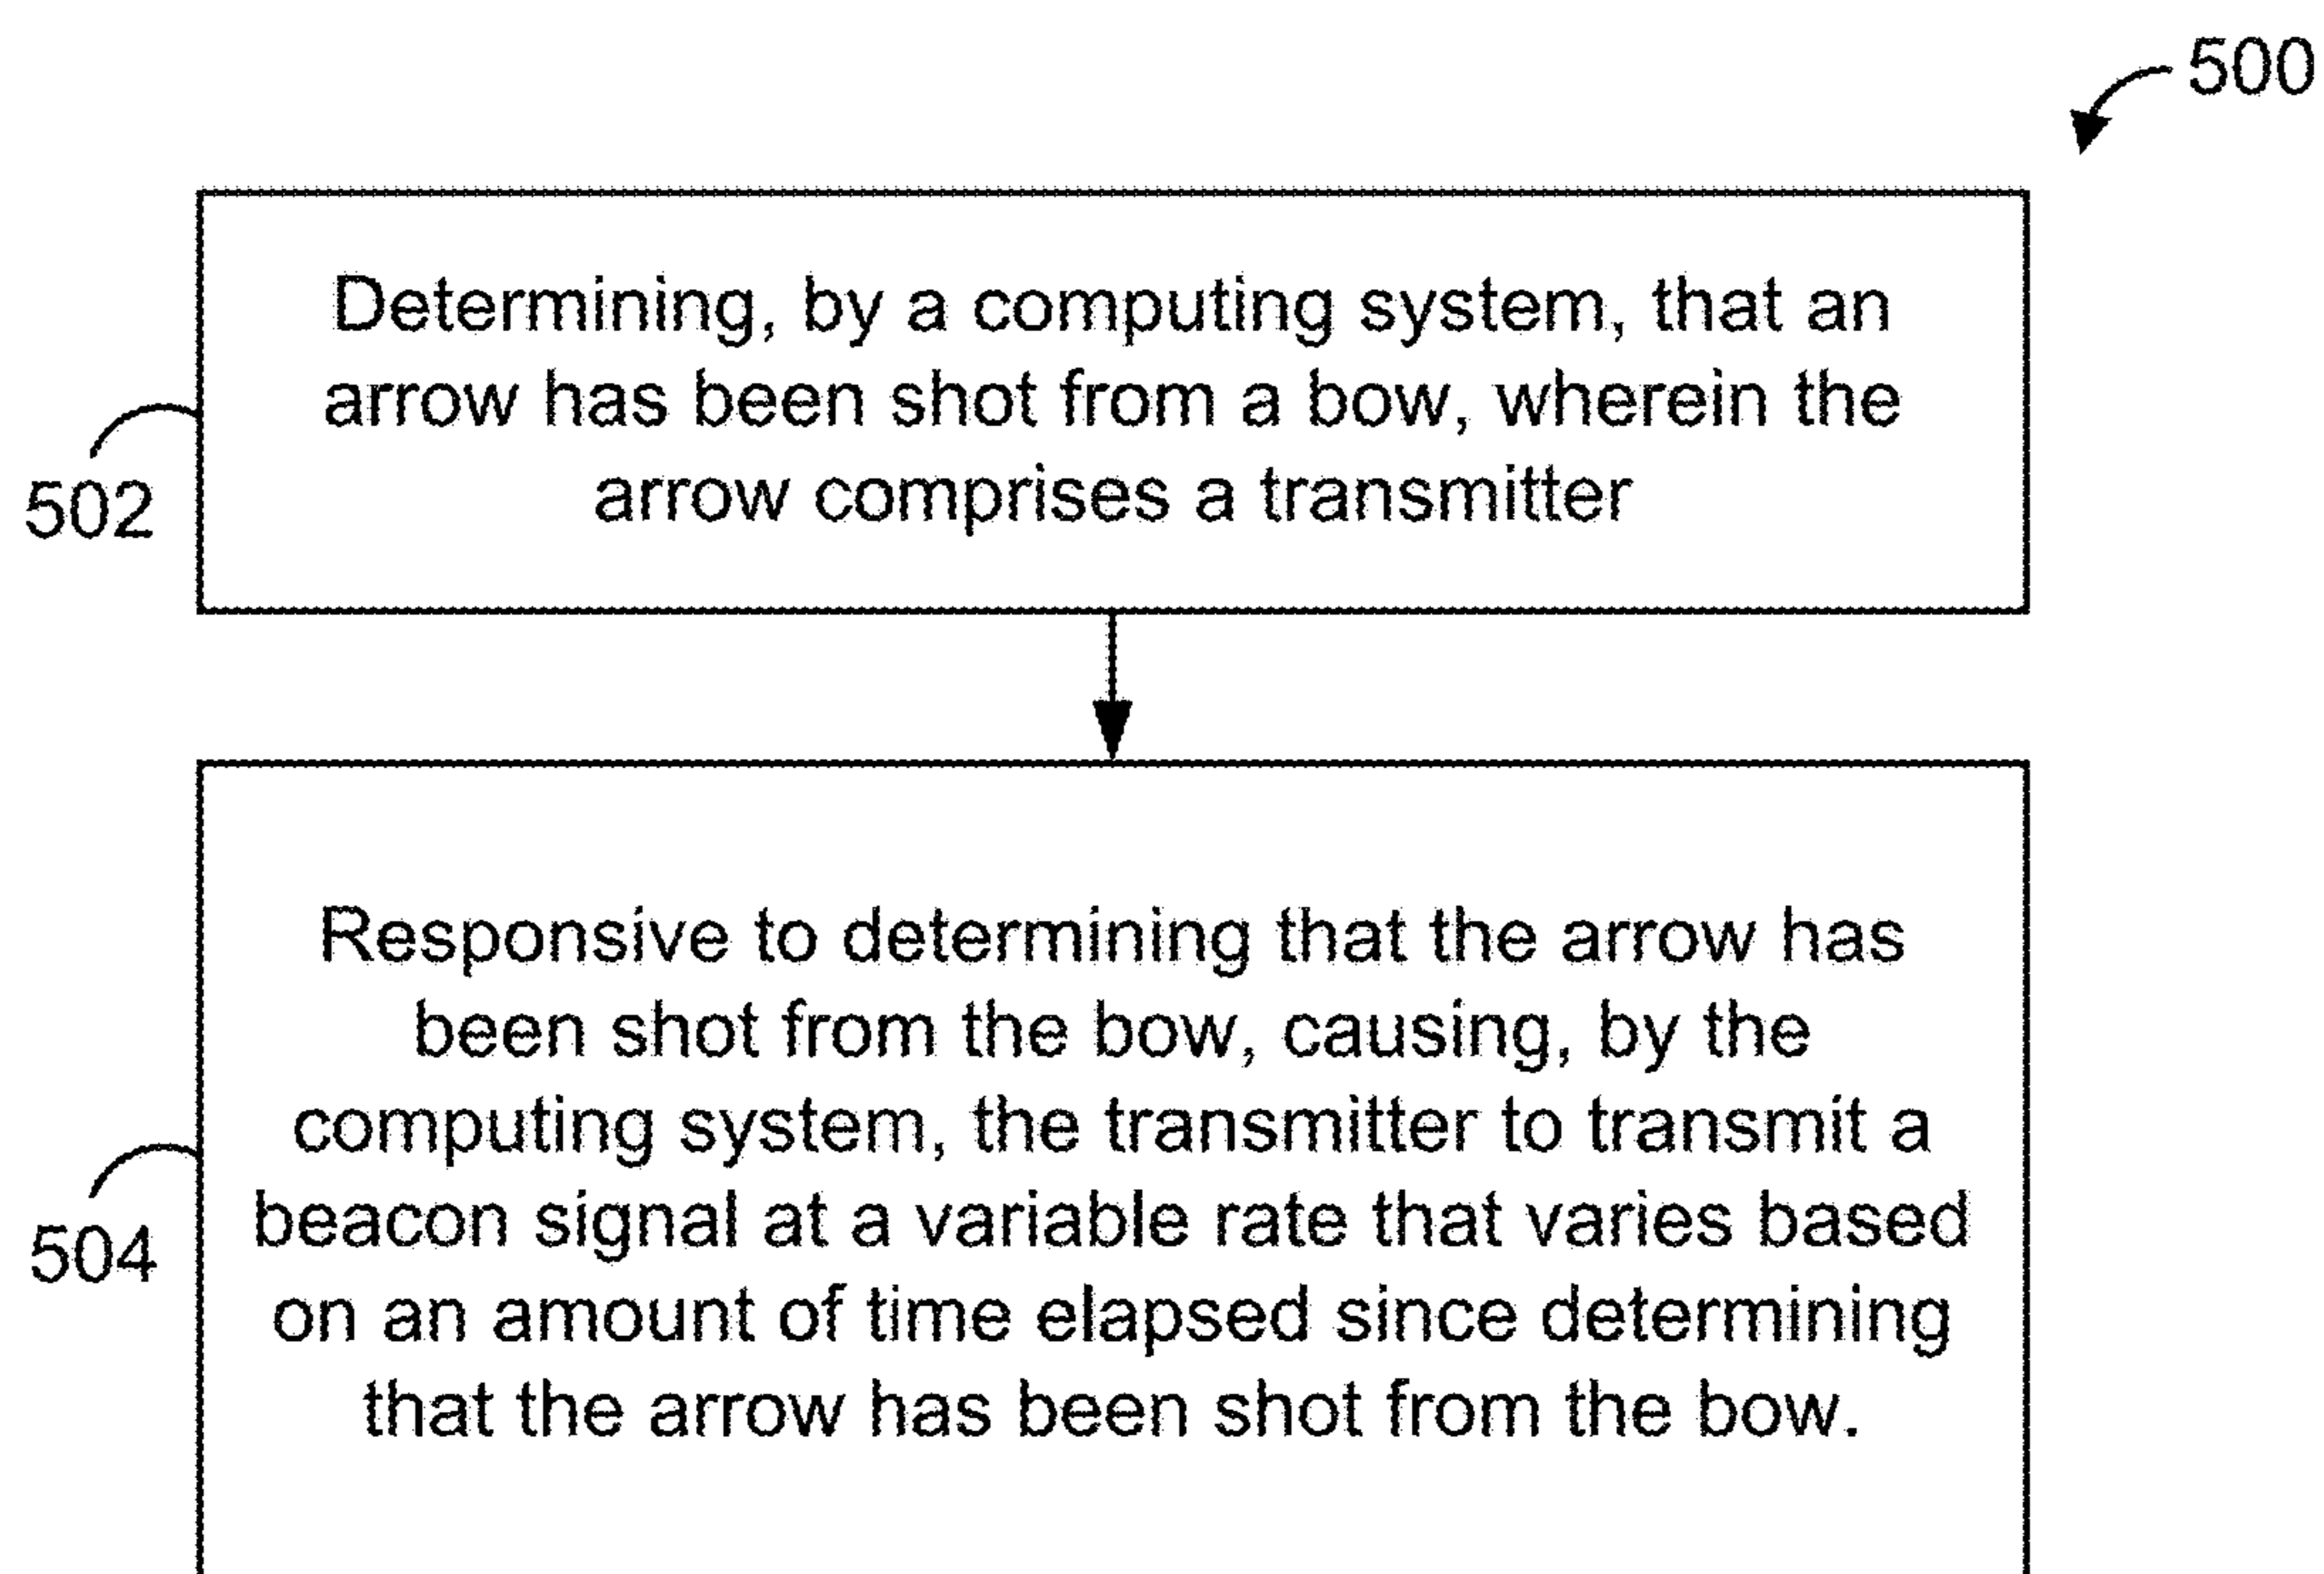 500
Determining, by a computing system, that an
arrow has been shot from a bow, wherein the
arrow comprises a transmitter
502
Responsive to determining that the arrow has
been shot from the bow, causing, by the
computing system, the transmitter to transmit a
beacon signal at a variable rate that varies based
on an amount of time elapsed since determining
that the arrow has been shot from the bow.
504